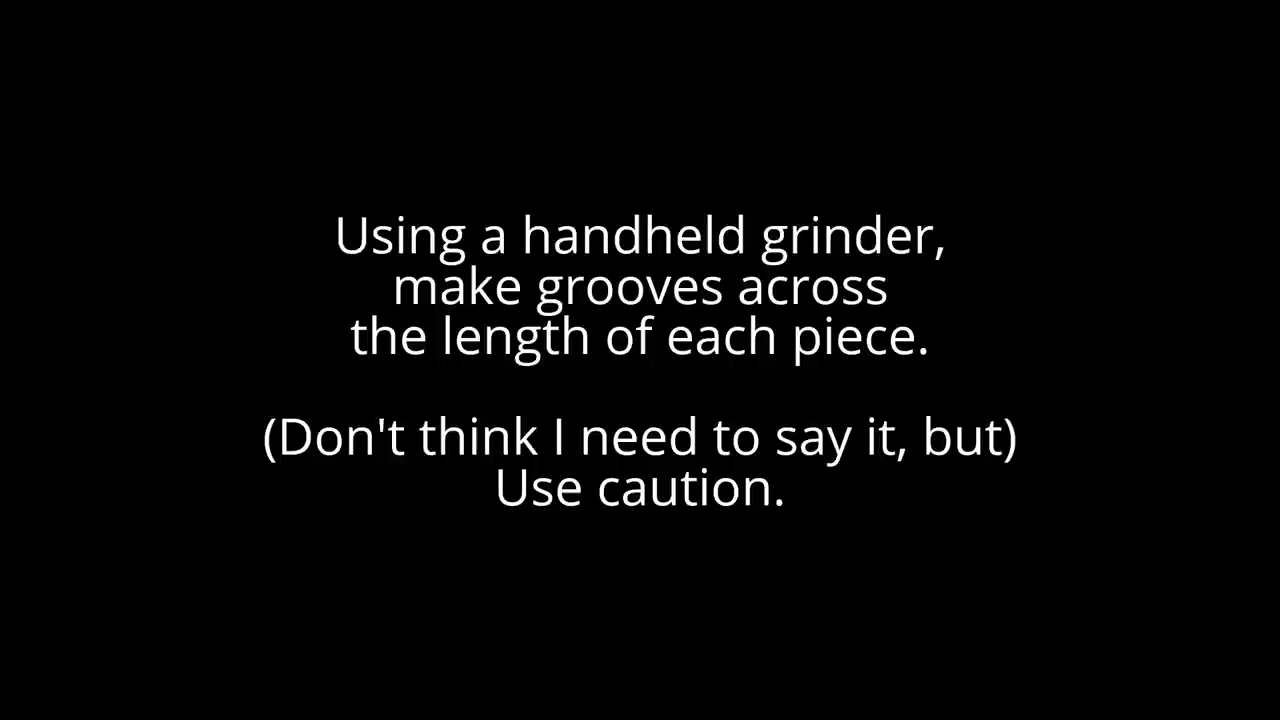 Using a handheld grinder,
make grooves across
the length of each piece.
(Don't think I need to say it, but)
Use caution.